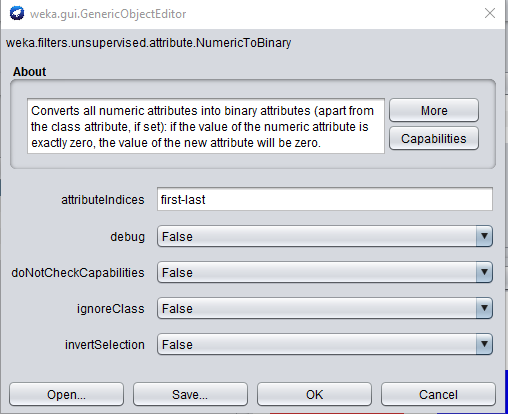 weka.gui.GenericObjectEditor
weka.filters.unsupervised.attribute.NumericToBinary
About
Converts all numeric attributes into binary attributes (apart from
the class attribute, if set): if the value of the numeric attribute is
exactly zero, the value of the new attribute will be zero.
More
Capabilities
attributeIndices first-last
debug False
doNotCheckCapabilities False
ignoreClass False
invertSelection False
Open... Save... OK Cancel